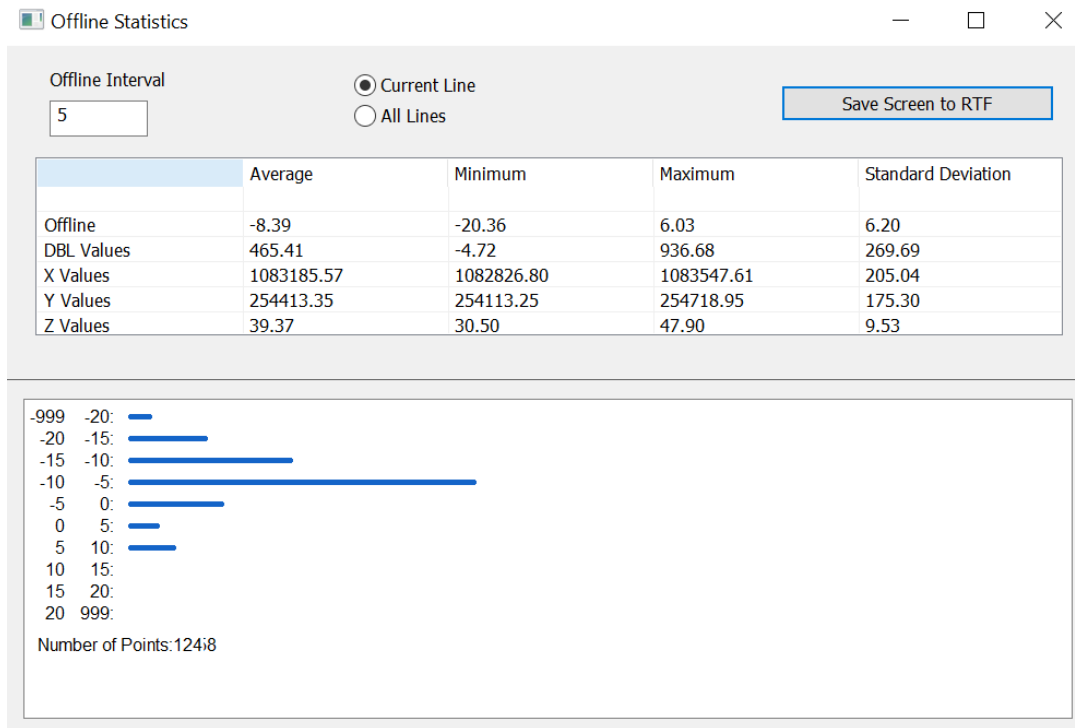 Offline Statistics
Offline Interval
5
Current Line
All Lines
Save Screen to RTF
Average Minimum Maximum Standard Deviation
Offline -8.39 -20.36 6.03 6.20
DBL Values 465.41 -4.72 936.68 269.69
X Values 1083185.57 1082826.80 1083547.61 205.04
Y Values 254413.35 254113.25 254718.95 175.30
Z Values 39.37 30.50 47.90 9.53
-999 -20:
-20 -15:
-15 -10:
-10 -5:
-5 0:
0 5:
5 10:
10 15:
15 20:
20 999:
Number of Points: